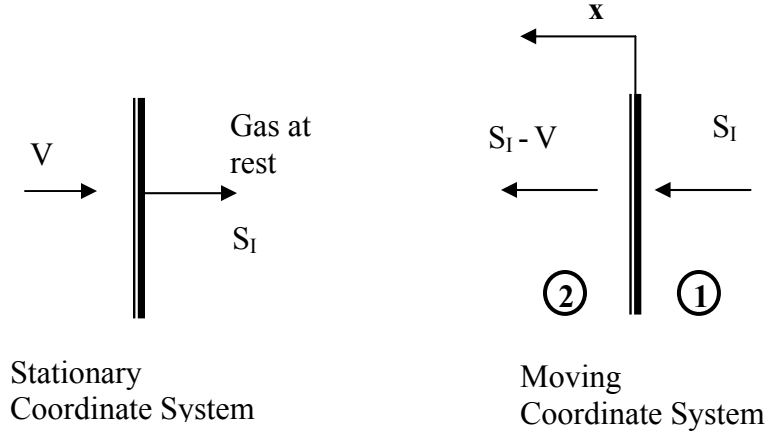 V
Gas at
rest
S_I
Stationary
Coordinate System
x
S_I - V
S_I
2
1
Moving
Coordinate System